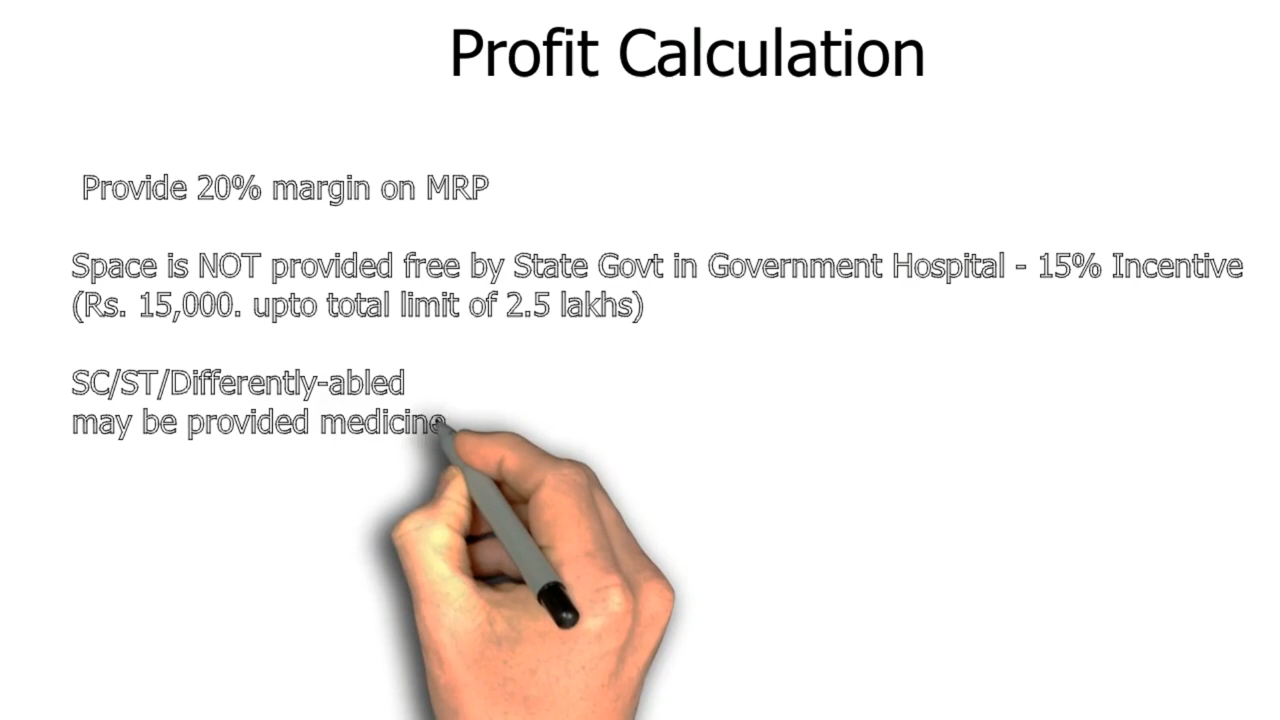 Profit Calculation
Provide 20% margin on MRP
Space is NOT provided free by State Govt in Government Hospital - 15% Incentive
(Rs. 15,000. upto total limit of 2.5 lakhs)
SC/ST/Differently-abled
may be provided medicine